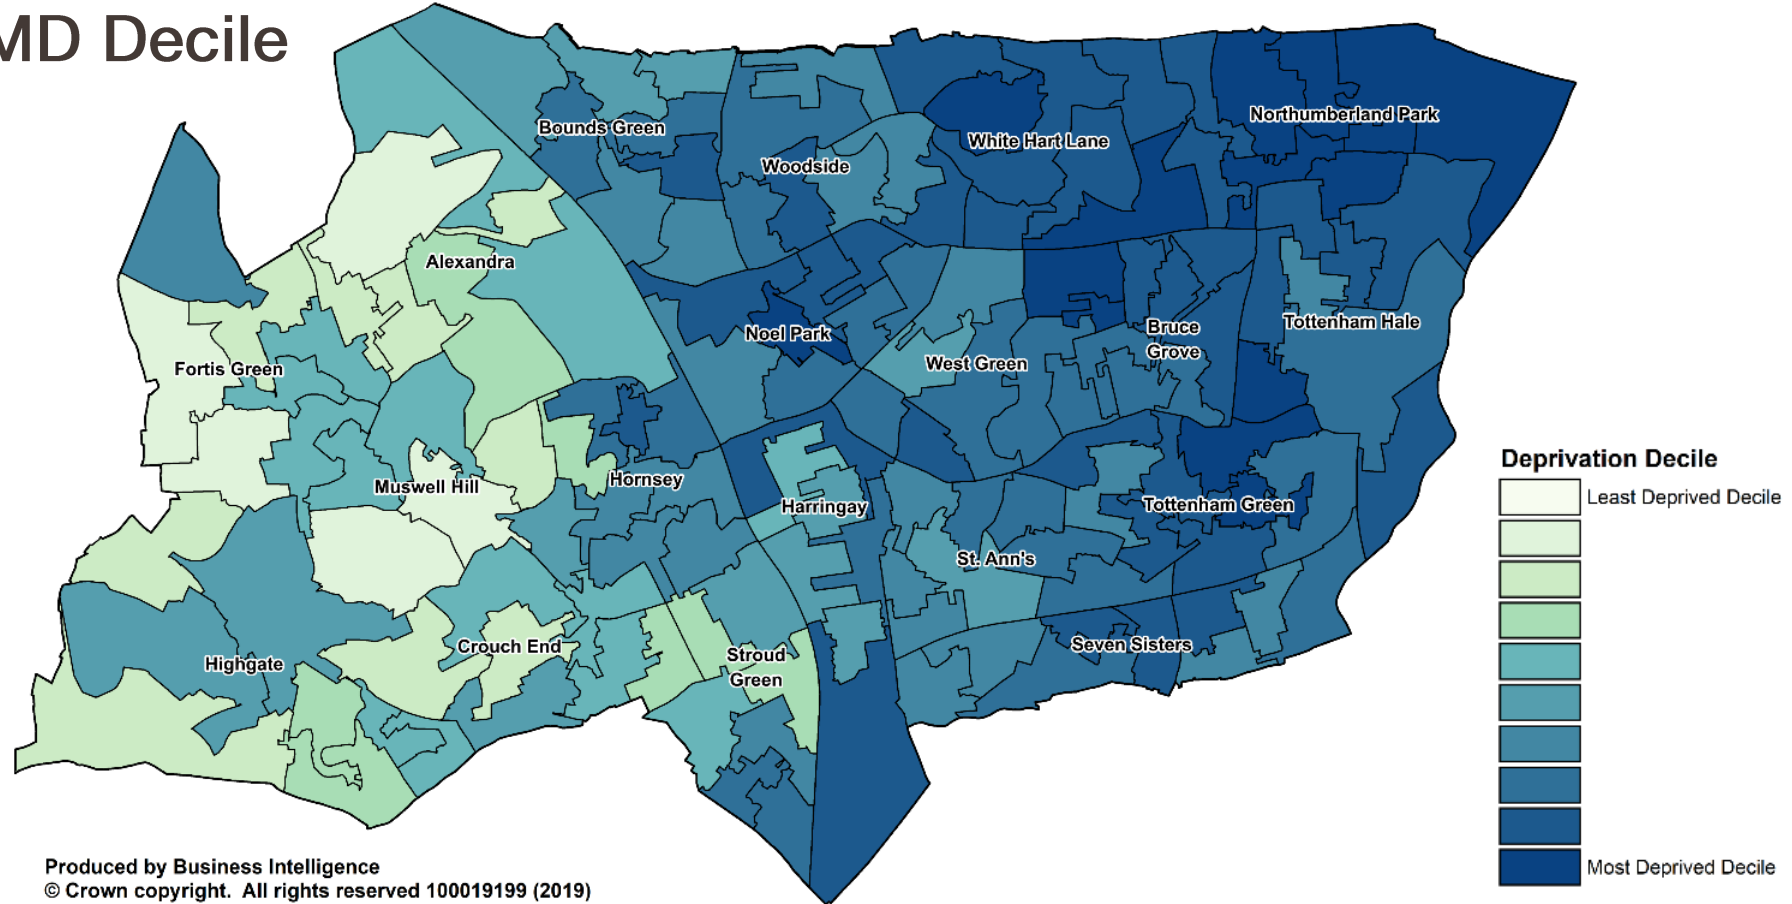 MD Decile
Bounds Green
Northumberland Park
White Hart Lane
Woodside
Alexandra
Tottenham Hale
Noel Park
Bruce
Grove
West Green
Fortis Green
Deprivation Decile
Least Deprived Decile
Muswell Hill
Hornsey
Harringay
Tottenham Green
St. Ann's
Crouch End
Seven Sisters
Highgate
Stroud
Green
Most Deprived Decile
Produced by Business Intelligence
© Crown copyright. All rights reserved 100019199 (2019)